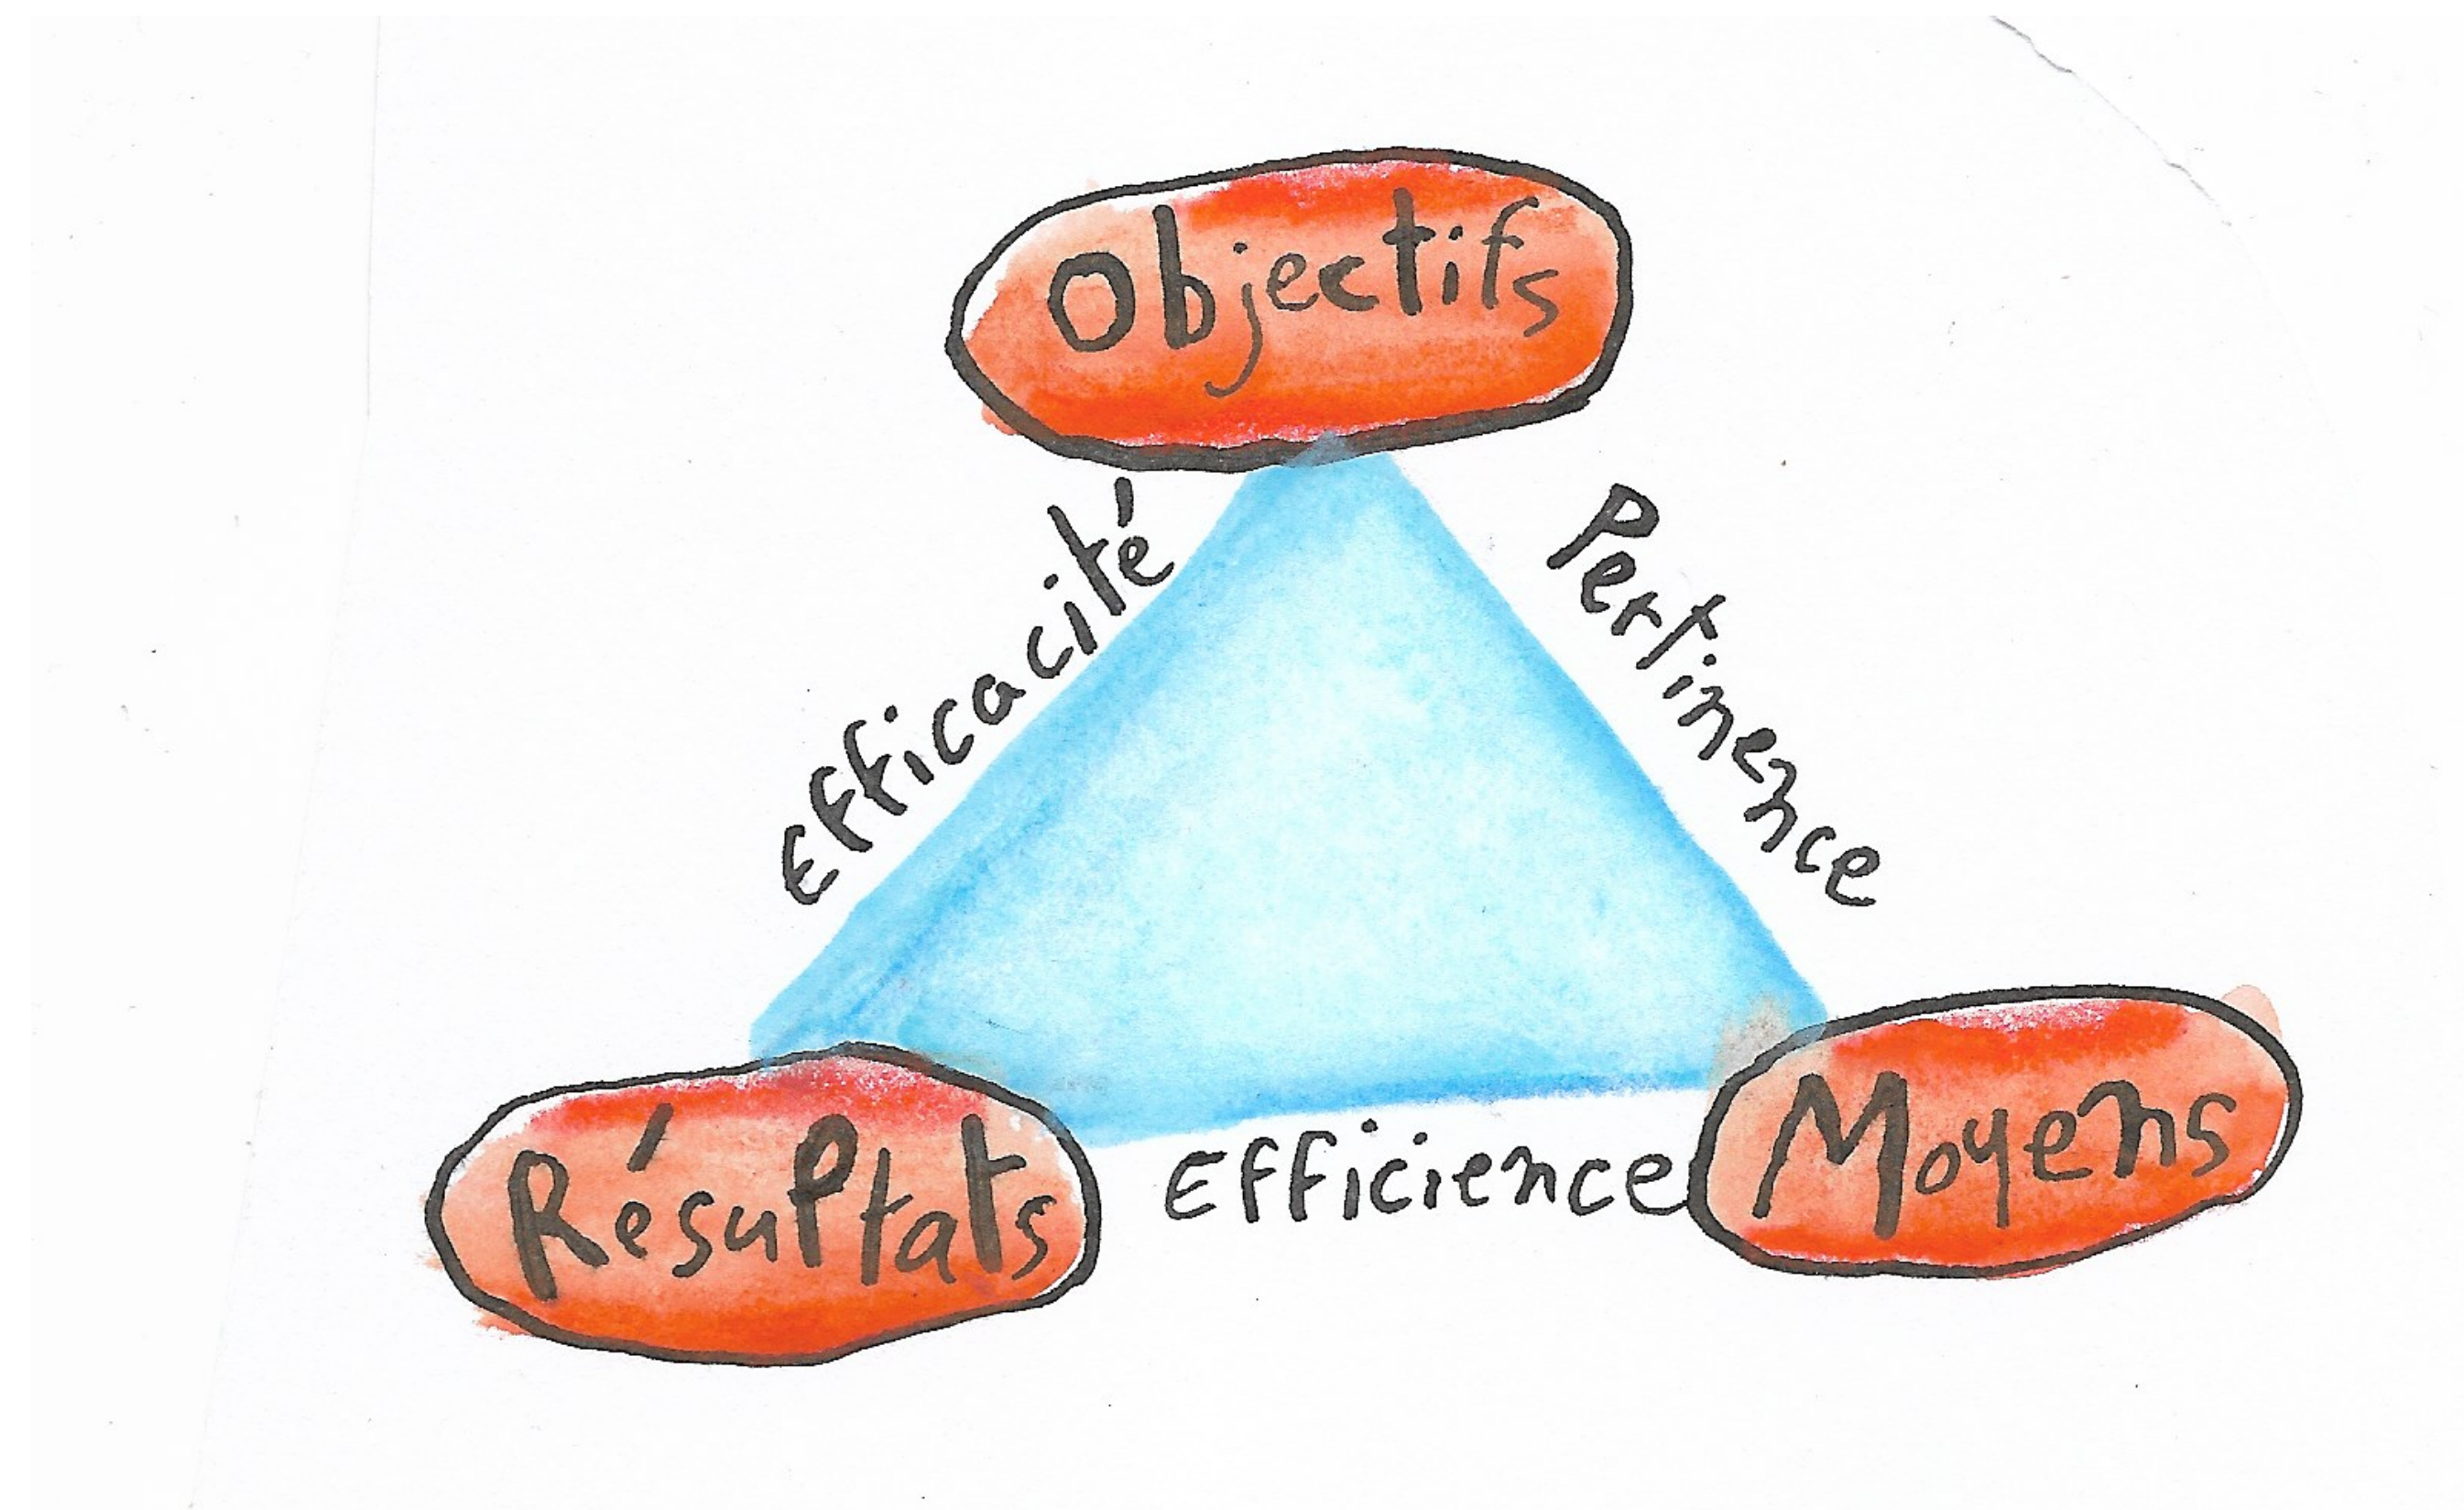 Objectifs
Efficacité
Pertinence
Efficience
Résultats
Moyens